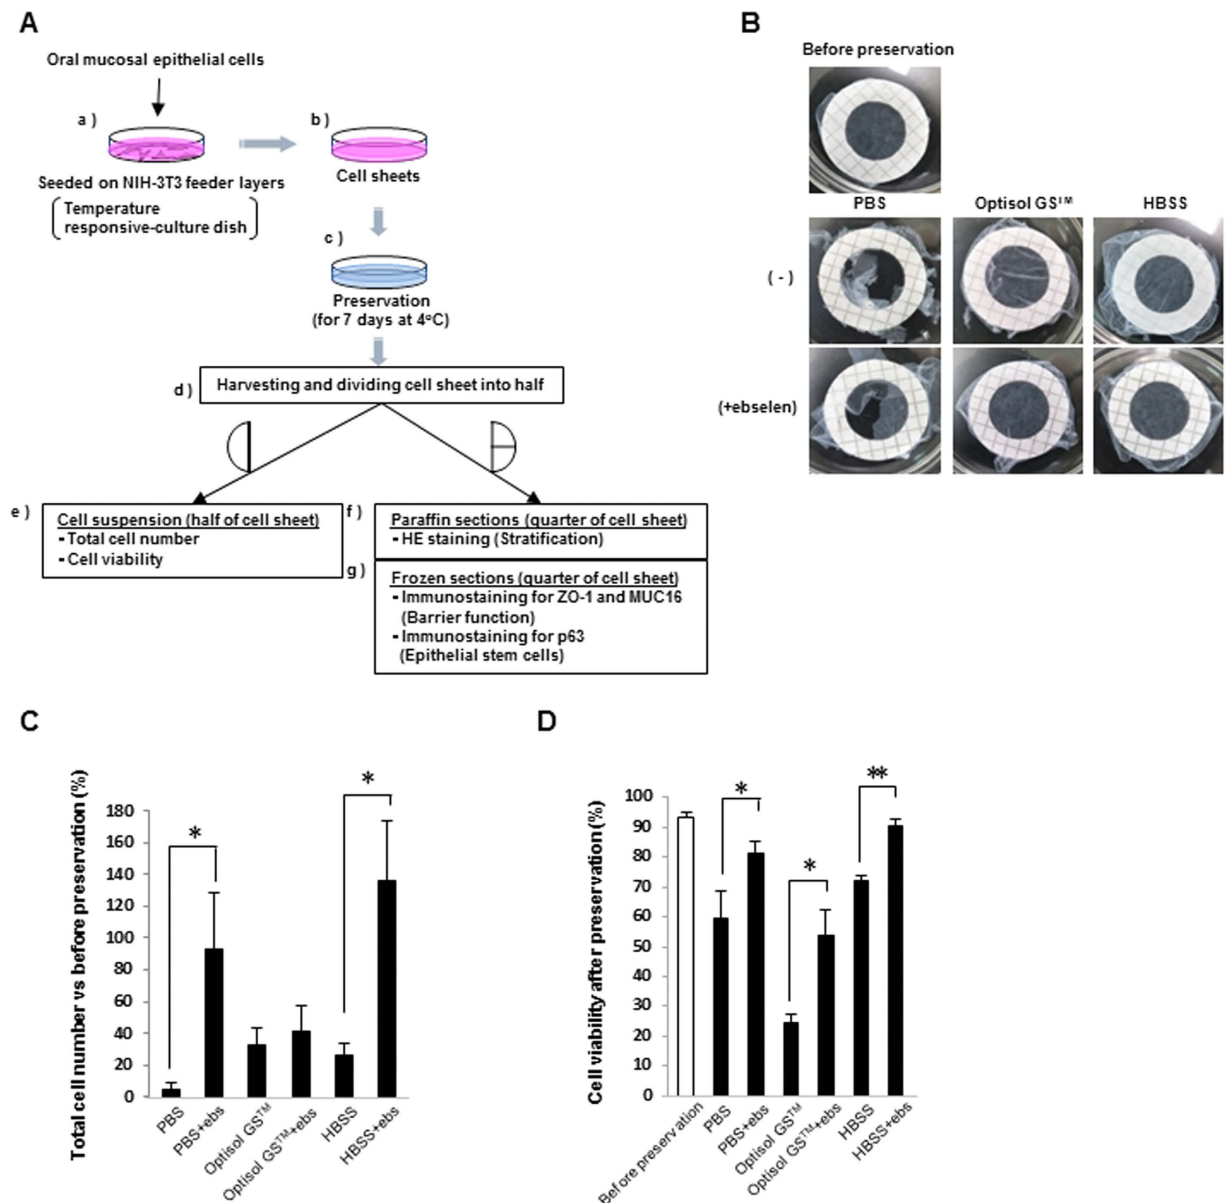 A
Oral mucosal epithelial cells
a )
b )
Seeded on NIH-3T3 feeder layers
Temperature
responsive-culture dish
Cell sheets
c )
Preservation
(for 7 days at 4°C)
d )
Harvesting and dividing cell sheet into half
e )
Cell suspension (half of cell sheet)
- Total cell number
- Cell viability
f )
Paraffin sections (quarter of cell sheet)
- HE staining (Stratification)
g )
Frozen sections (quarter of cell sheet)
- Immunostaining for ZO-1 and MUC16
(Barrier function)
- Immunostaining for p63
(Epithelial stem cells)
B
Before preservation
PBS Optisol GS™ HBSS
( - )
(+ebselen)
C
Total cell number vs before preservation (%)
180
160
140
120
100
80
60
40
20
0
*
*
PBS
PBS+ebs
Optisol GS™
Optisol GS™+ebs
HBSS
HBSS+ebs
D
Cell viability after preservation (%)
100
90
80
70
60
50
40
30
20
10
0
*
*
**
Before preservation
PBS
PBS+ebs
Optisol GS™
Optisol GS™+ebs
HBSS
HBSS+ebs